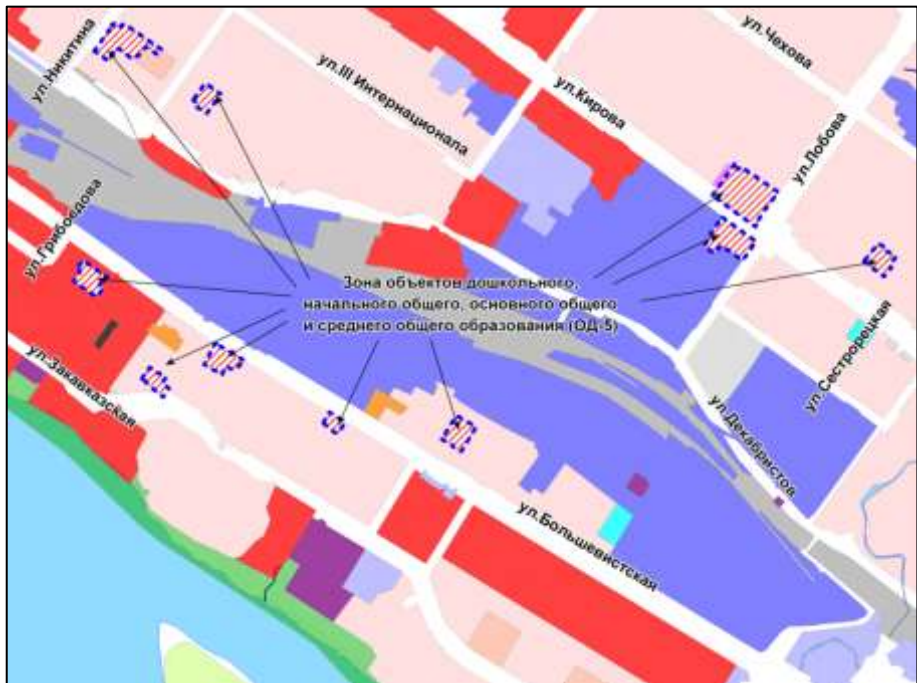 ул.Никитина
ул.III Интернационала
ул.Кирова
ул.Чехова
ул.Лобова
ул.Грибоедова
Зона объектов дошкольного,
начального общего, основного общего
и среднего общего образования (ОД-5)
ул.Сестрорецкая
ул.Закавказская
ул.Декабристов
ул.Большевистская